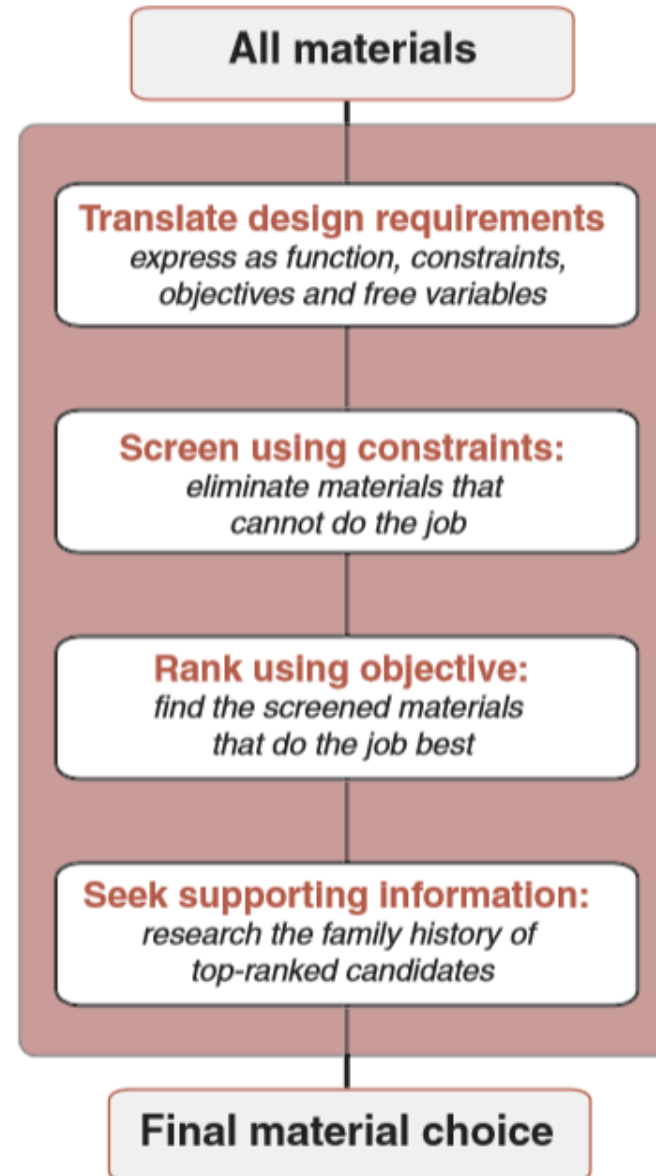 All materials
Translate design requirements
express as function, constraints,
objectives and free variables
Screen using constraints:
eliminate materials that
cannot do the job
Rank using objective:
find the screened materials
that do the job best
Seek supporting information:
research the family history of
top-ranked candidates
Final material choice